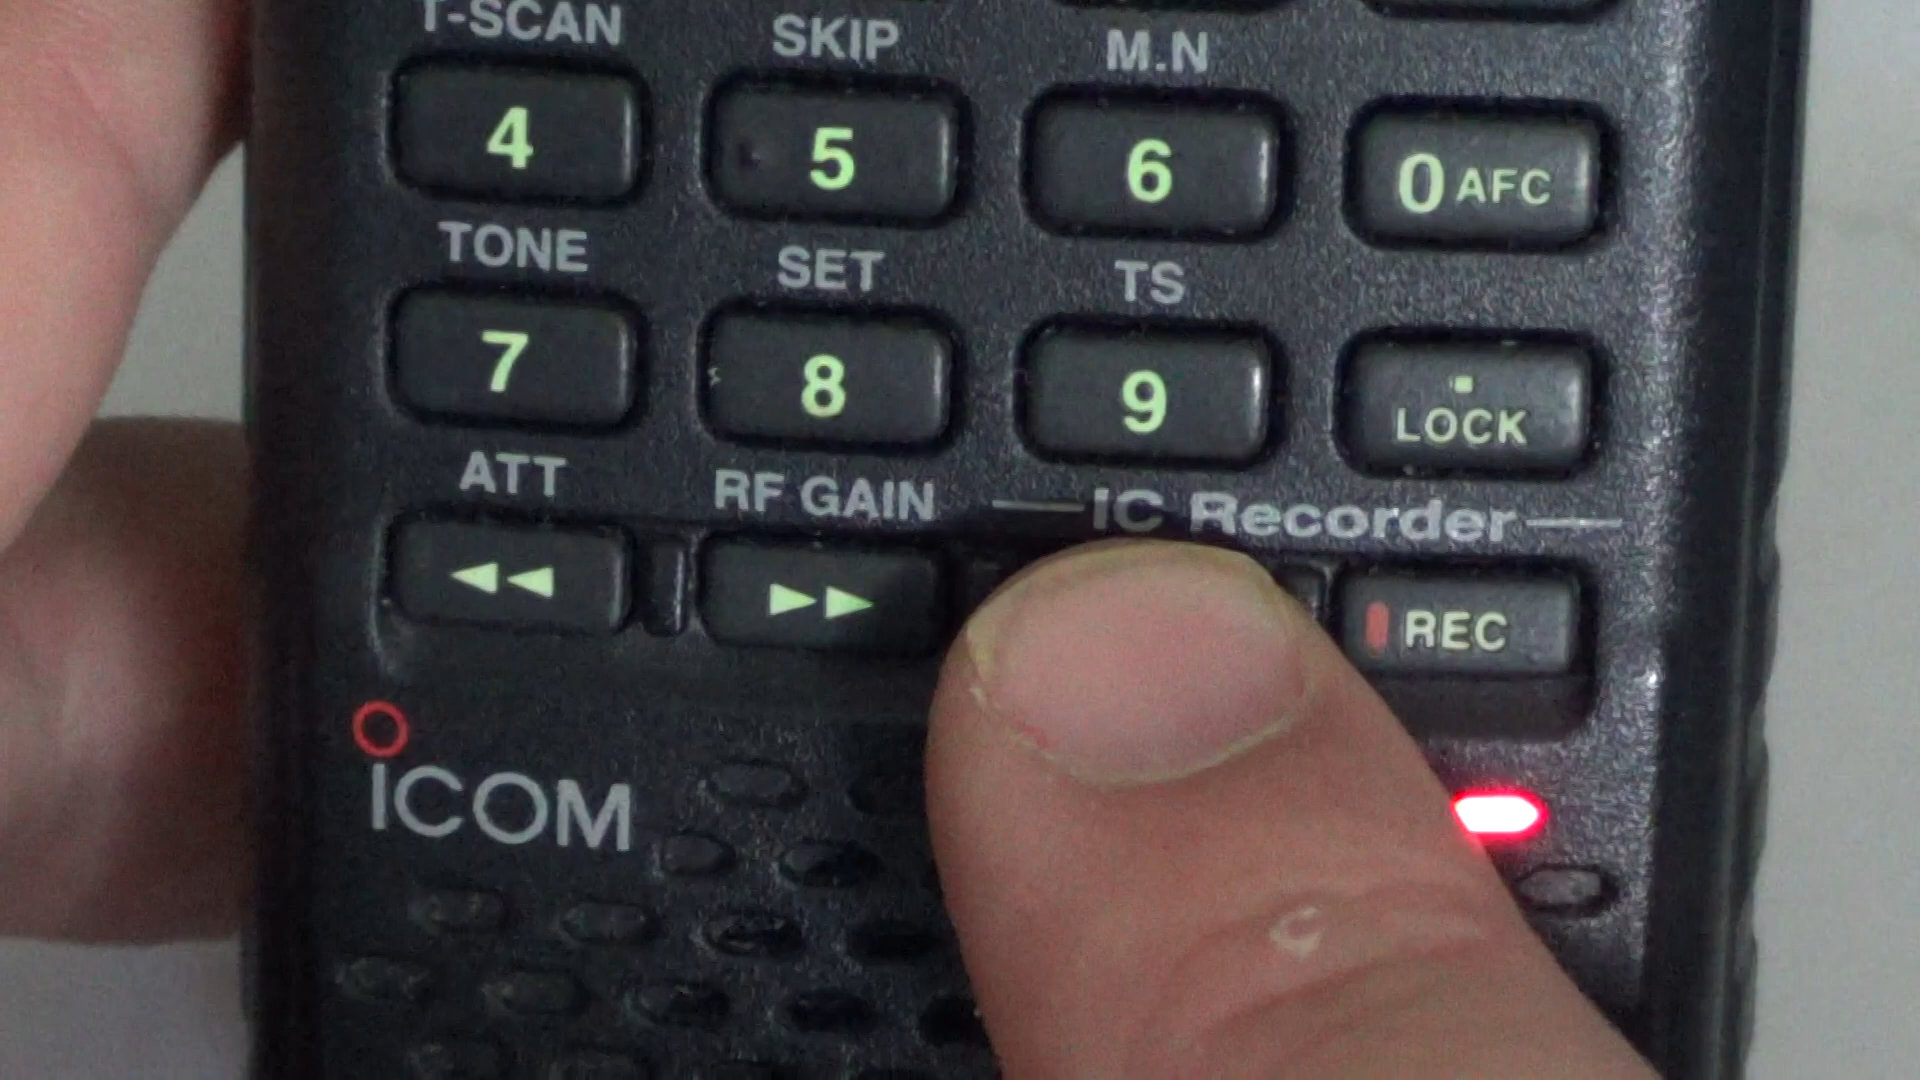 T-SCAN SKIP M.N
4 5 6 0 AFC
TONE SET TS
7 8 9 . LOCK
ATT RF GAIN IC Recorder
◄◄ ►► REC
ICOM